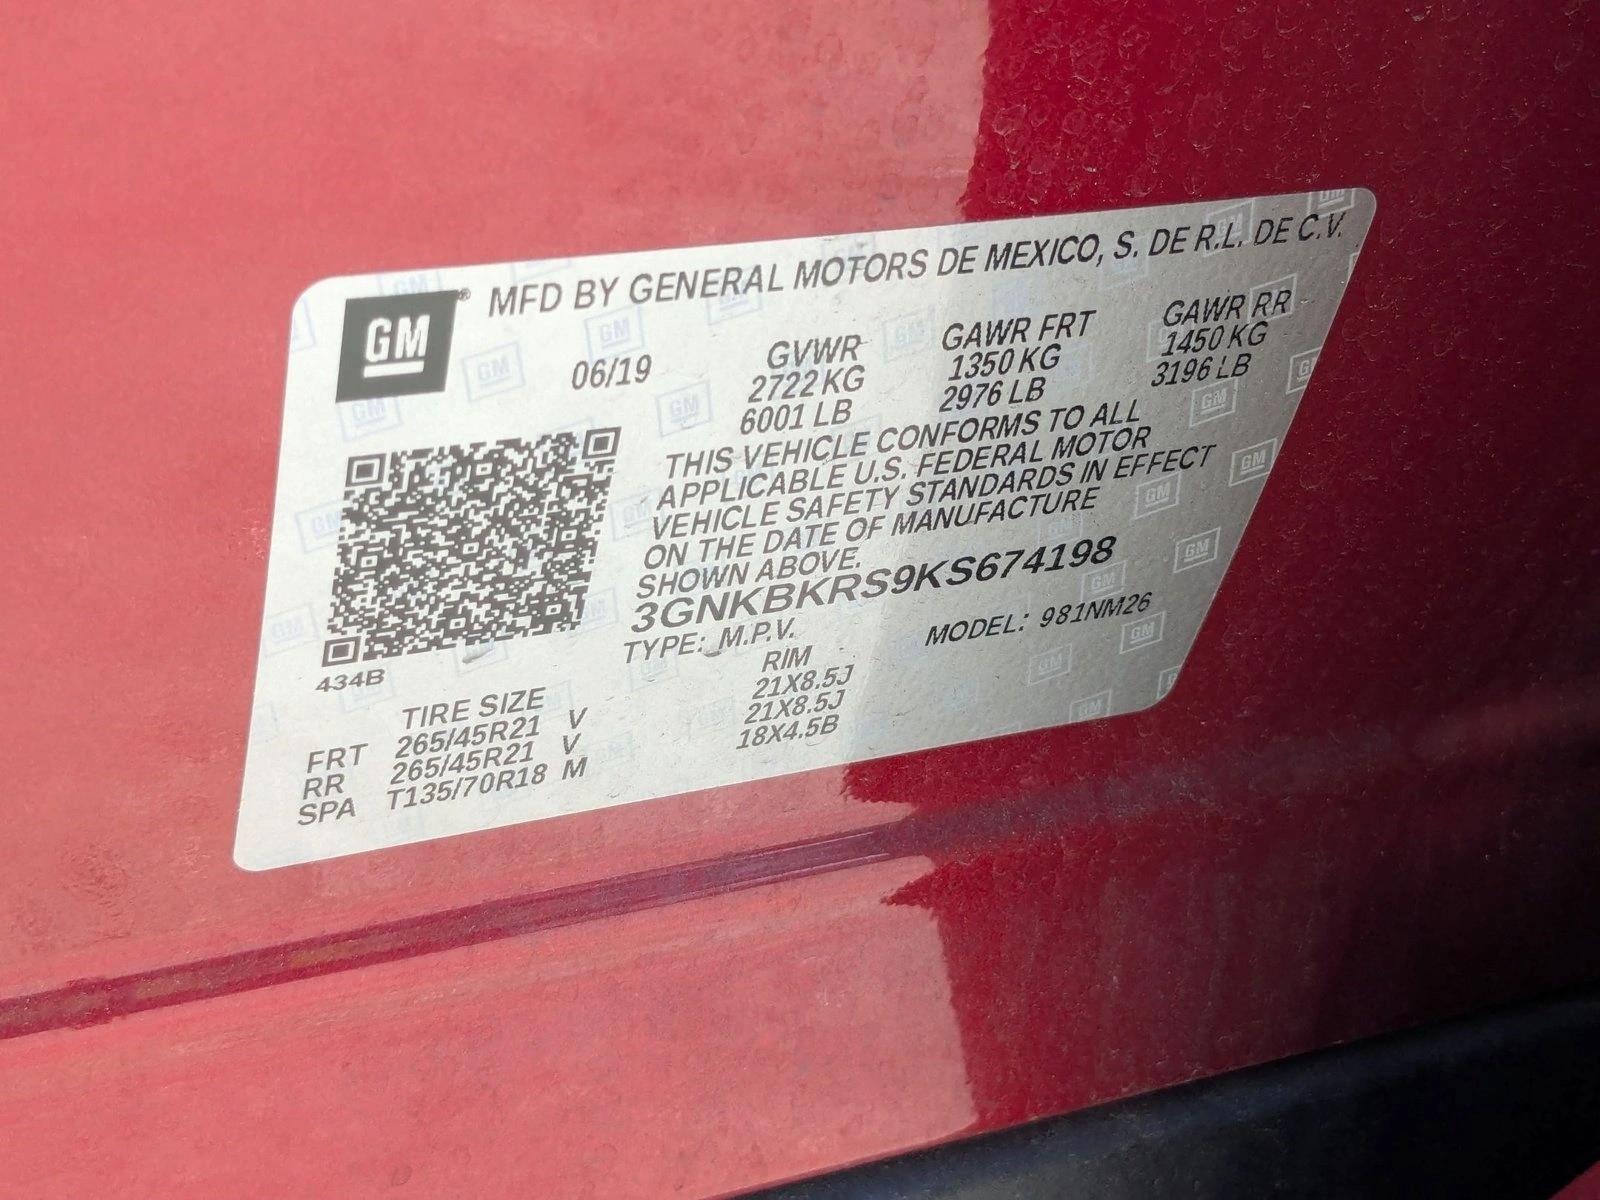 GM® MFD BY GENERAL MOTORS DE MEXICO, S. DE R.L. DE C.V.
06/19 GVWR GAWR FRT GAWR RR
2722 KG 1350 KG 1450 KG
6001 LB 2976 LB 3196 LB
THIS VEHICLE CONFORMS TO ALL
APPLICABLE U.S. FEDERAL MOTOR
VEHICLE SAFETY STANDARDS IN EFFECT
ON THE DATE OF MANUFACTURE
SHOWN ABOVE.
3GNKBKRS9KS674198
TYPE: M.P.V. MODEL: 981NM26
434B
TIRE SIZE RIM
FRT 265/45R21 V 21X8.5J
RR 265/45R21 V 21X8.5J
SPA T135/70R18 M 18X4.5B